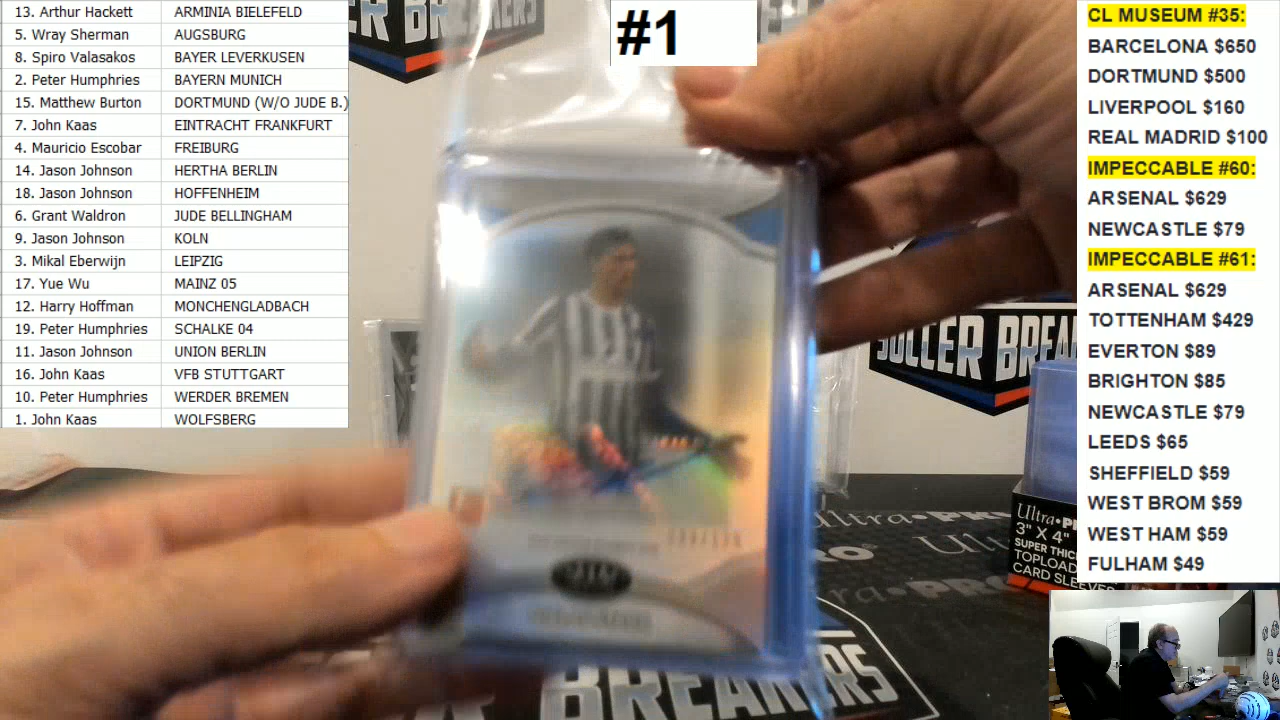 13. Arthur Hackett ARMINIA BIELEFELD
5. Wray Sherman AUGSBURG
8. Spiro Valasakos BAYER LEVERKUSEN
2. Peter Humphries BAYERN MUNICH
15. Matthew Burton DORTMUND (W/O JUDE B.)
7. John Kaas EINTRACHT FRANKFURT
4. Mauricio Escobar FREIBURG
14. Jason Johnson HERTHA BERLIN
18. Jason Johnson HOFFENHEIM
6. Grant Waldron JUDE BELLINGHAM
9. Jason Johnson KOLN
3. Mikal Eberwijn LEIPZIG
17. Yue Wu MAINZ 05
12. Harry Hoffman MONCHENGLADBACH
19. Peter Humphries SCHALKE 04
11. Jason Johnson UNION BERLIN
16. John Kaas VFB STUTTGART
10. Peter Humphries WERDER BREMEN
1. John Kaas WOLFSBERG
#1
CL MUSEUM #35:
BARCELONA $650
DORTMUND $500
LIVERPOOL $160
REAL MADRID $100
IMPECCABLE #60:
ARSENAL $629
NEWCASTLE $79
IMPECCABLE #61:
ARSENAL $629
TOTTENHAM $429
EVERTON $89
BRIGHTON $85
NEWCASTLE $79
LEEDS $65
SHEFFIELD $59
WEST BROM $59
WEST HAM $59
FULHAM $49
SOCCER BREA
Ultra PRO
Ultra PR
3" X 4"
SUPER THIC
TOPLOAD
CARD SLEEVE
SOCCER
BREAKERS